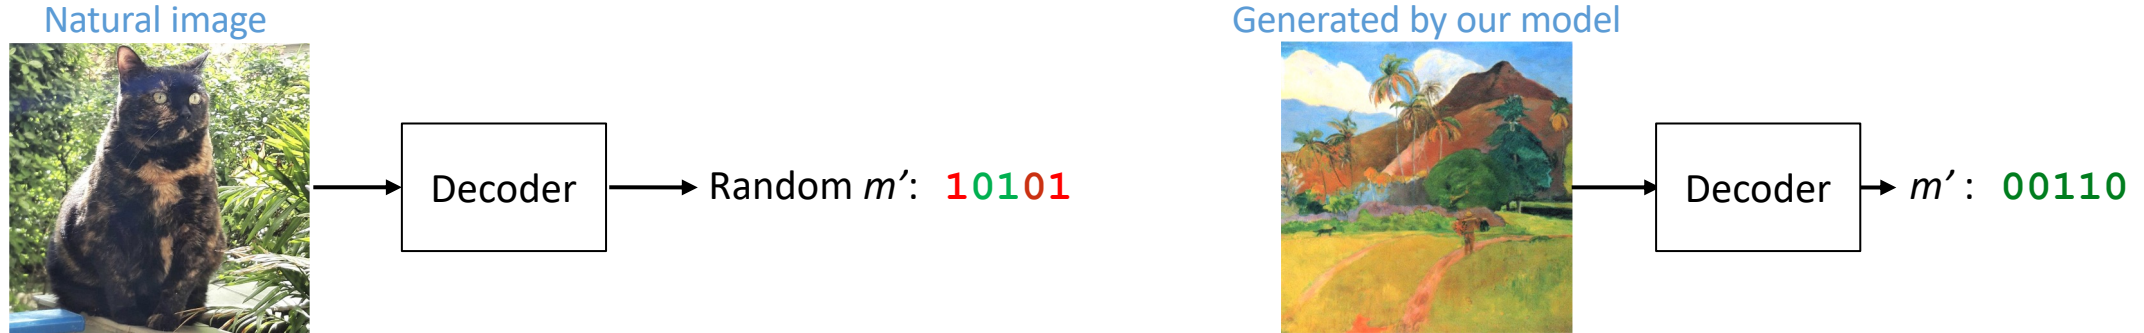 Natural image
Decoder
Random m’: 10101
Generated by our model
Decoder
m’ : 00110